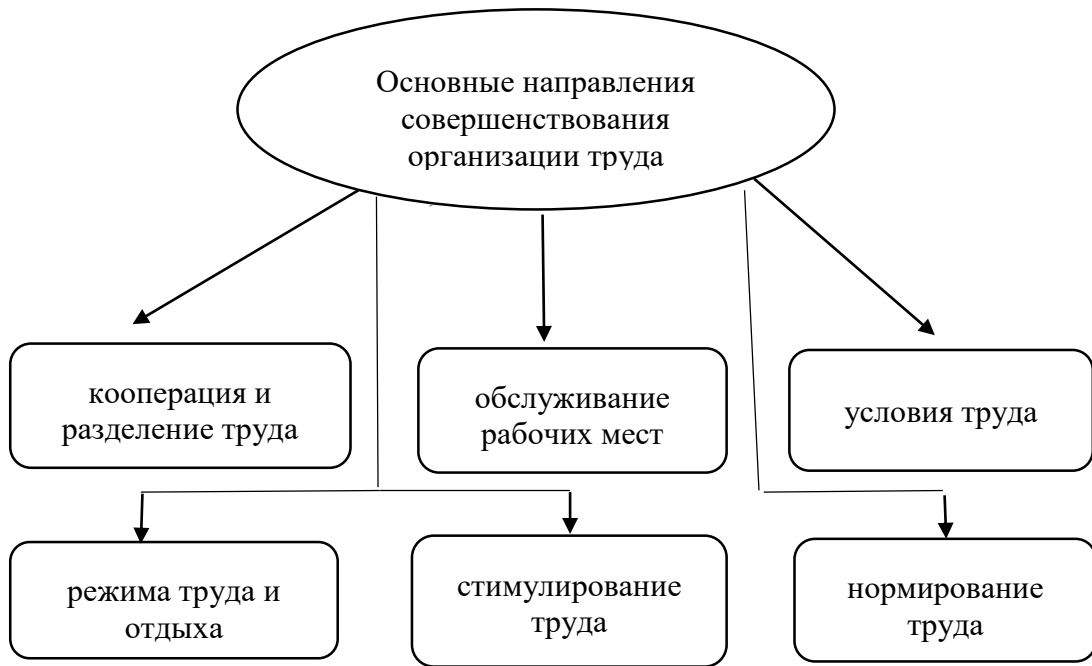 Основные направления
совершенствования
организации труда
кооперация и
разделение труда
обслуживание
рабочих мест
условия труда
режима труда и
отдыха
стимулирование
труда
нормирование
труда